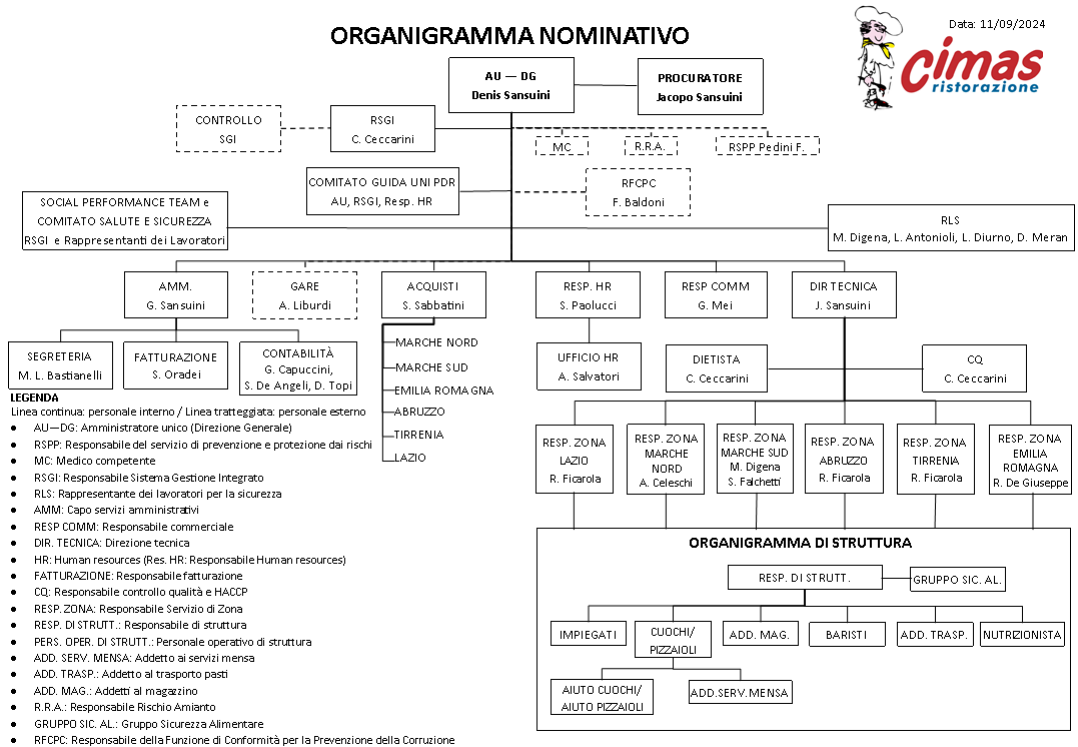 Data: 11/09/2024
ORGANIGRAMMA NOMINATIVO
cimas
ristorazione
AU — DG
Denis Sansuini
PROCURATORE
Jacopo Sansuini
CONTROLLO
SGI
RSGI
C. Ceccarini
MC
R.R.A.
RSPP Pedini F.
COMITATO GUIDA UNI PDR
AU, RSGI, Resp. HR
RFCPC
F. Baldoni
SOCIAL PERFORMANCE TEAM e
COMITATO SALUTE E SICUREZZA
RSGI e Rappresentanti dei Lavoratori
RLS
M. Digena, L. Antonioli, L. Diurno, D. Meran
AMM.
G. Sansuini
GARE
A. Liburdi
ACQUISTI
S. Sabbatini
RESP. HR
S. Paolucci
RESP COMM
G. Mei
DIR TECNICA
J. Sansuini
SEGRETERIA
M. L. Bastianelli
FATTURAZIONE
S. Oradei
CONTABILITÀ
G. Capuccini,
S. De Angeli, D. Topi
MARCHE NORD
MARCHE SUD
EMILIA ROMAGNA
ABRUZZO
TIRRENIA
LAZIO
UFFICIO HR
A. Salvatori
DIETISTA
C. Ceccarini
CQ
C. Ceccarini
RESP. ZONA
LAZIO
R. Ficarola
RESP. ZONA
MARCHE
NORD
A. Celeschi
RESP. ZONA
MARCHE SUD
M. Digena
S. Falchetti
RESP. ZONA
ABRUZZO
R. Ficarola
RESP. ZONA
TIRRENIA
R. Ficarola
RESP. ZONA
EMILIA
ROMAGNA
R. De Giuseppe
LEGENDA
Linea continua: personale interno / Linea tratteggiata: personale esterno
• AU—DG: Amministratore unico (Direzione Generale)
• RSPP: Responsabile del servizio di prevenzione e protezione dai rischi
• MC: Medico competente
• RSGI: Responsabile Sistema Gestione Integrato
• RLS: Rappresentante dei lavoratori per la sicurezza
• AMM: Capo servizi amministrativi
• RESP COMM: Responsabile commerciale
• DIR. TECNICA: Direzione tecnica
• HR: Human resources (Res. HR: Responsabile Human resources)
• FATTURAZIONE: Responsabile fatturazione
• CQ: Responsabile controllo qualità e HACCP
• RESP. ZONA: Responsabile Servizio di Zona
• RESP. DI STRUTT.: Responsabile di struttura
• PERS. OPER. DI STRUTT.: Personale operativo di struttura
• ADD. SERV. MENSA: Addetto ai servizi mensa
• ADD. TRASP.: Addetto al trasporto pasti
• ADD. MAG.: Addetti al magazzino
• R.R.A.: Responsabile Rischio Amianto
• GRUPPO SIC. AL.: Gruppo Sicurezza Alimentare
• RFCPC: Responsabile della Funzione di Conformità per la Prevenzione della Corruzione
ORGANIGRAMMA DI STRUTTURA
RESP. DI STRUTT.
GRUPPO SIC. AL.
IMPIEGATI
CUOCHI/
PIZZAIOLI
ADD. MAG.
BARISTI
ADD. TRASP.
NUTRIZIONISTA
AIUTO CUOCHI/
AIUTO PIZZAIOLI
ADD.SERV.MENSA